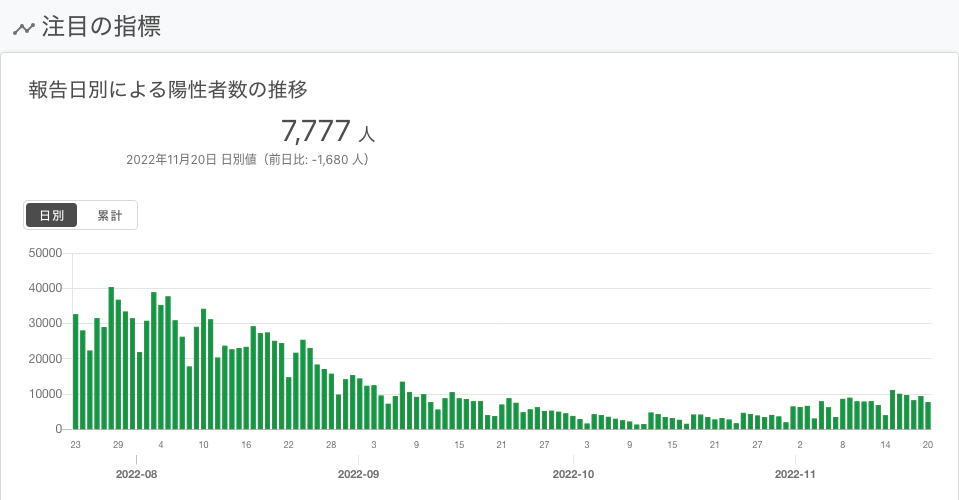 注目の指標
報告日別による陽性者数の推移
7,777 人
2022年11月20日 日別値（前日比: -1,680 人）
日別 累計
50000
40000
30000
20000
10000
0
23 29 4 10 16 22 28 3 9 15 21 27 3 9 15 21 27 2 8 14 20
2022-08 2022-09 2022-10 2022-11